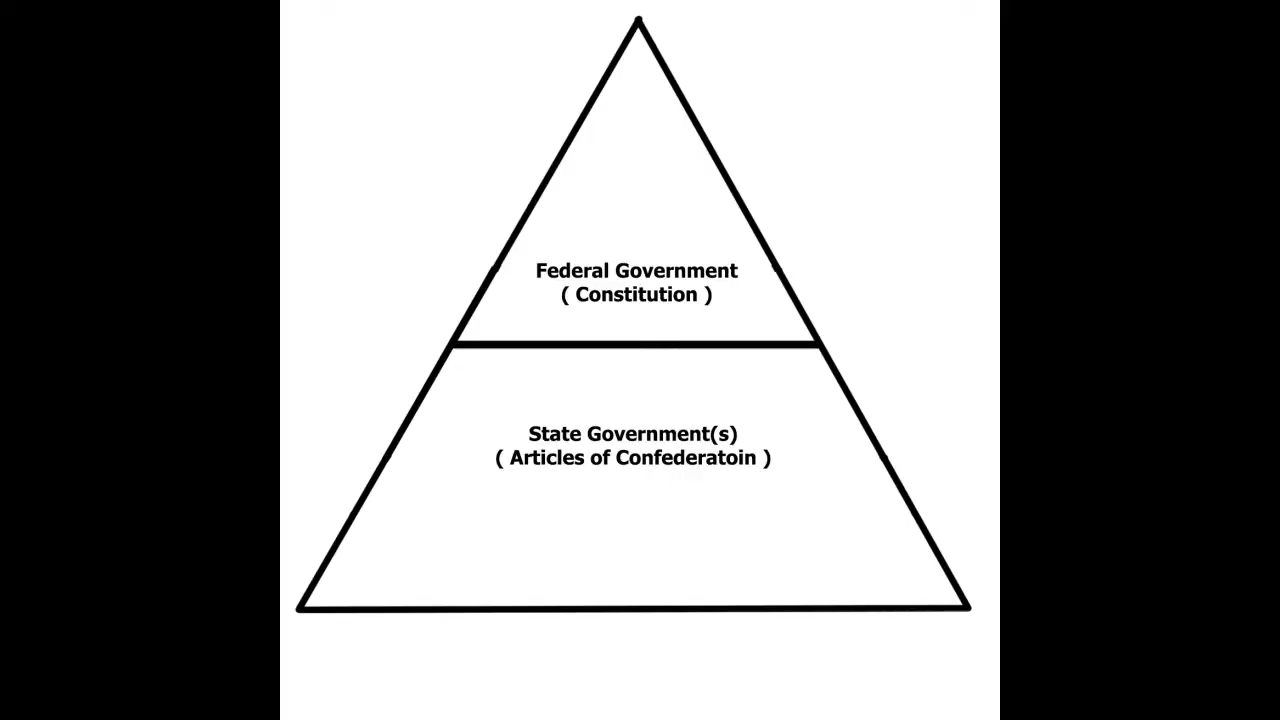 Federal Government
( Constitution )
State Government(s)
( Articles of Confederatoin )